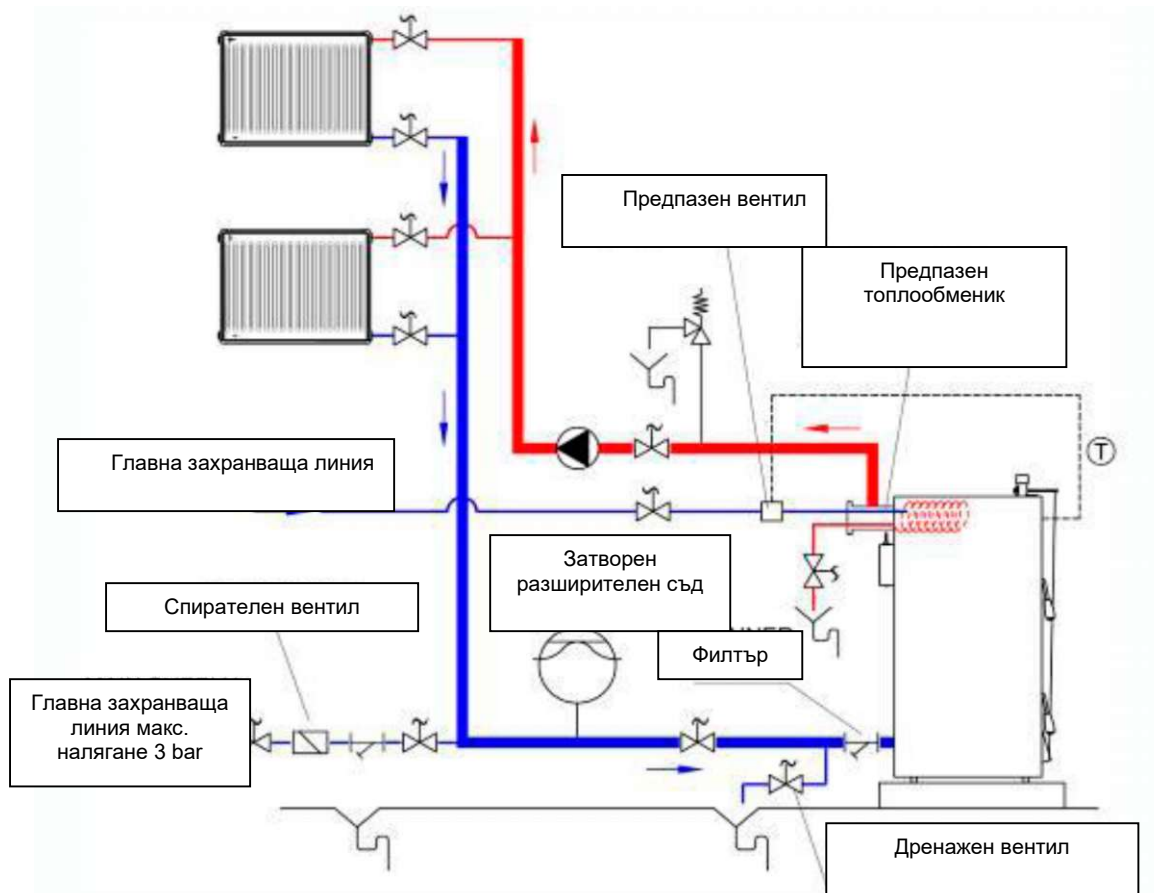 Предпазен вентил
Предпазен
топлообменик
T
Главна захранваща линия
Затворен
разширителен съд
Спирателен вентил
Филтър
Главна захранваща
линия макс.
налягане 3 bar
Дренажен вентил